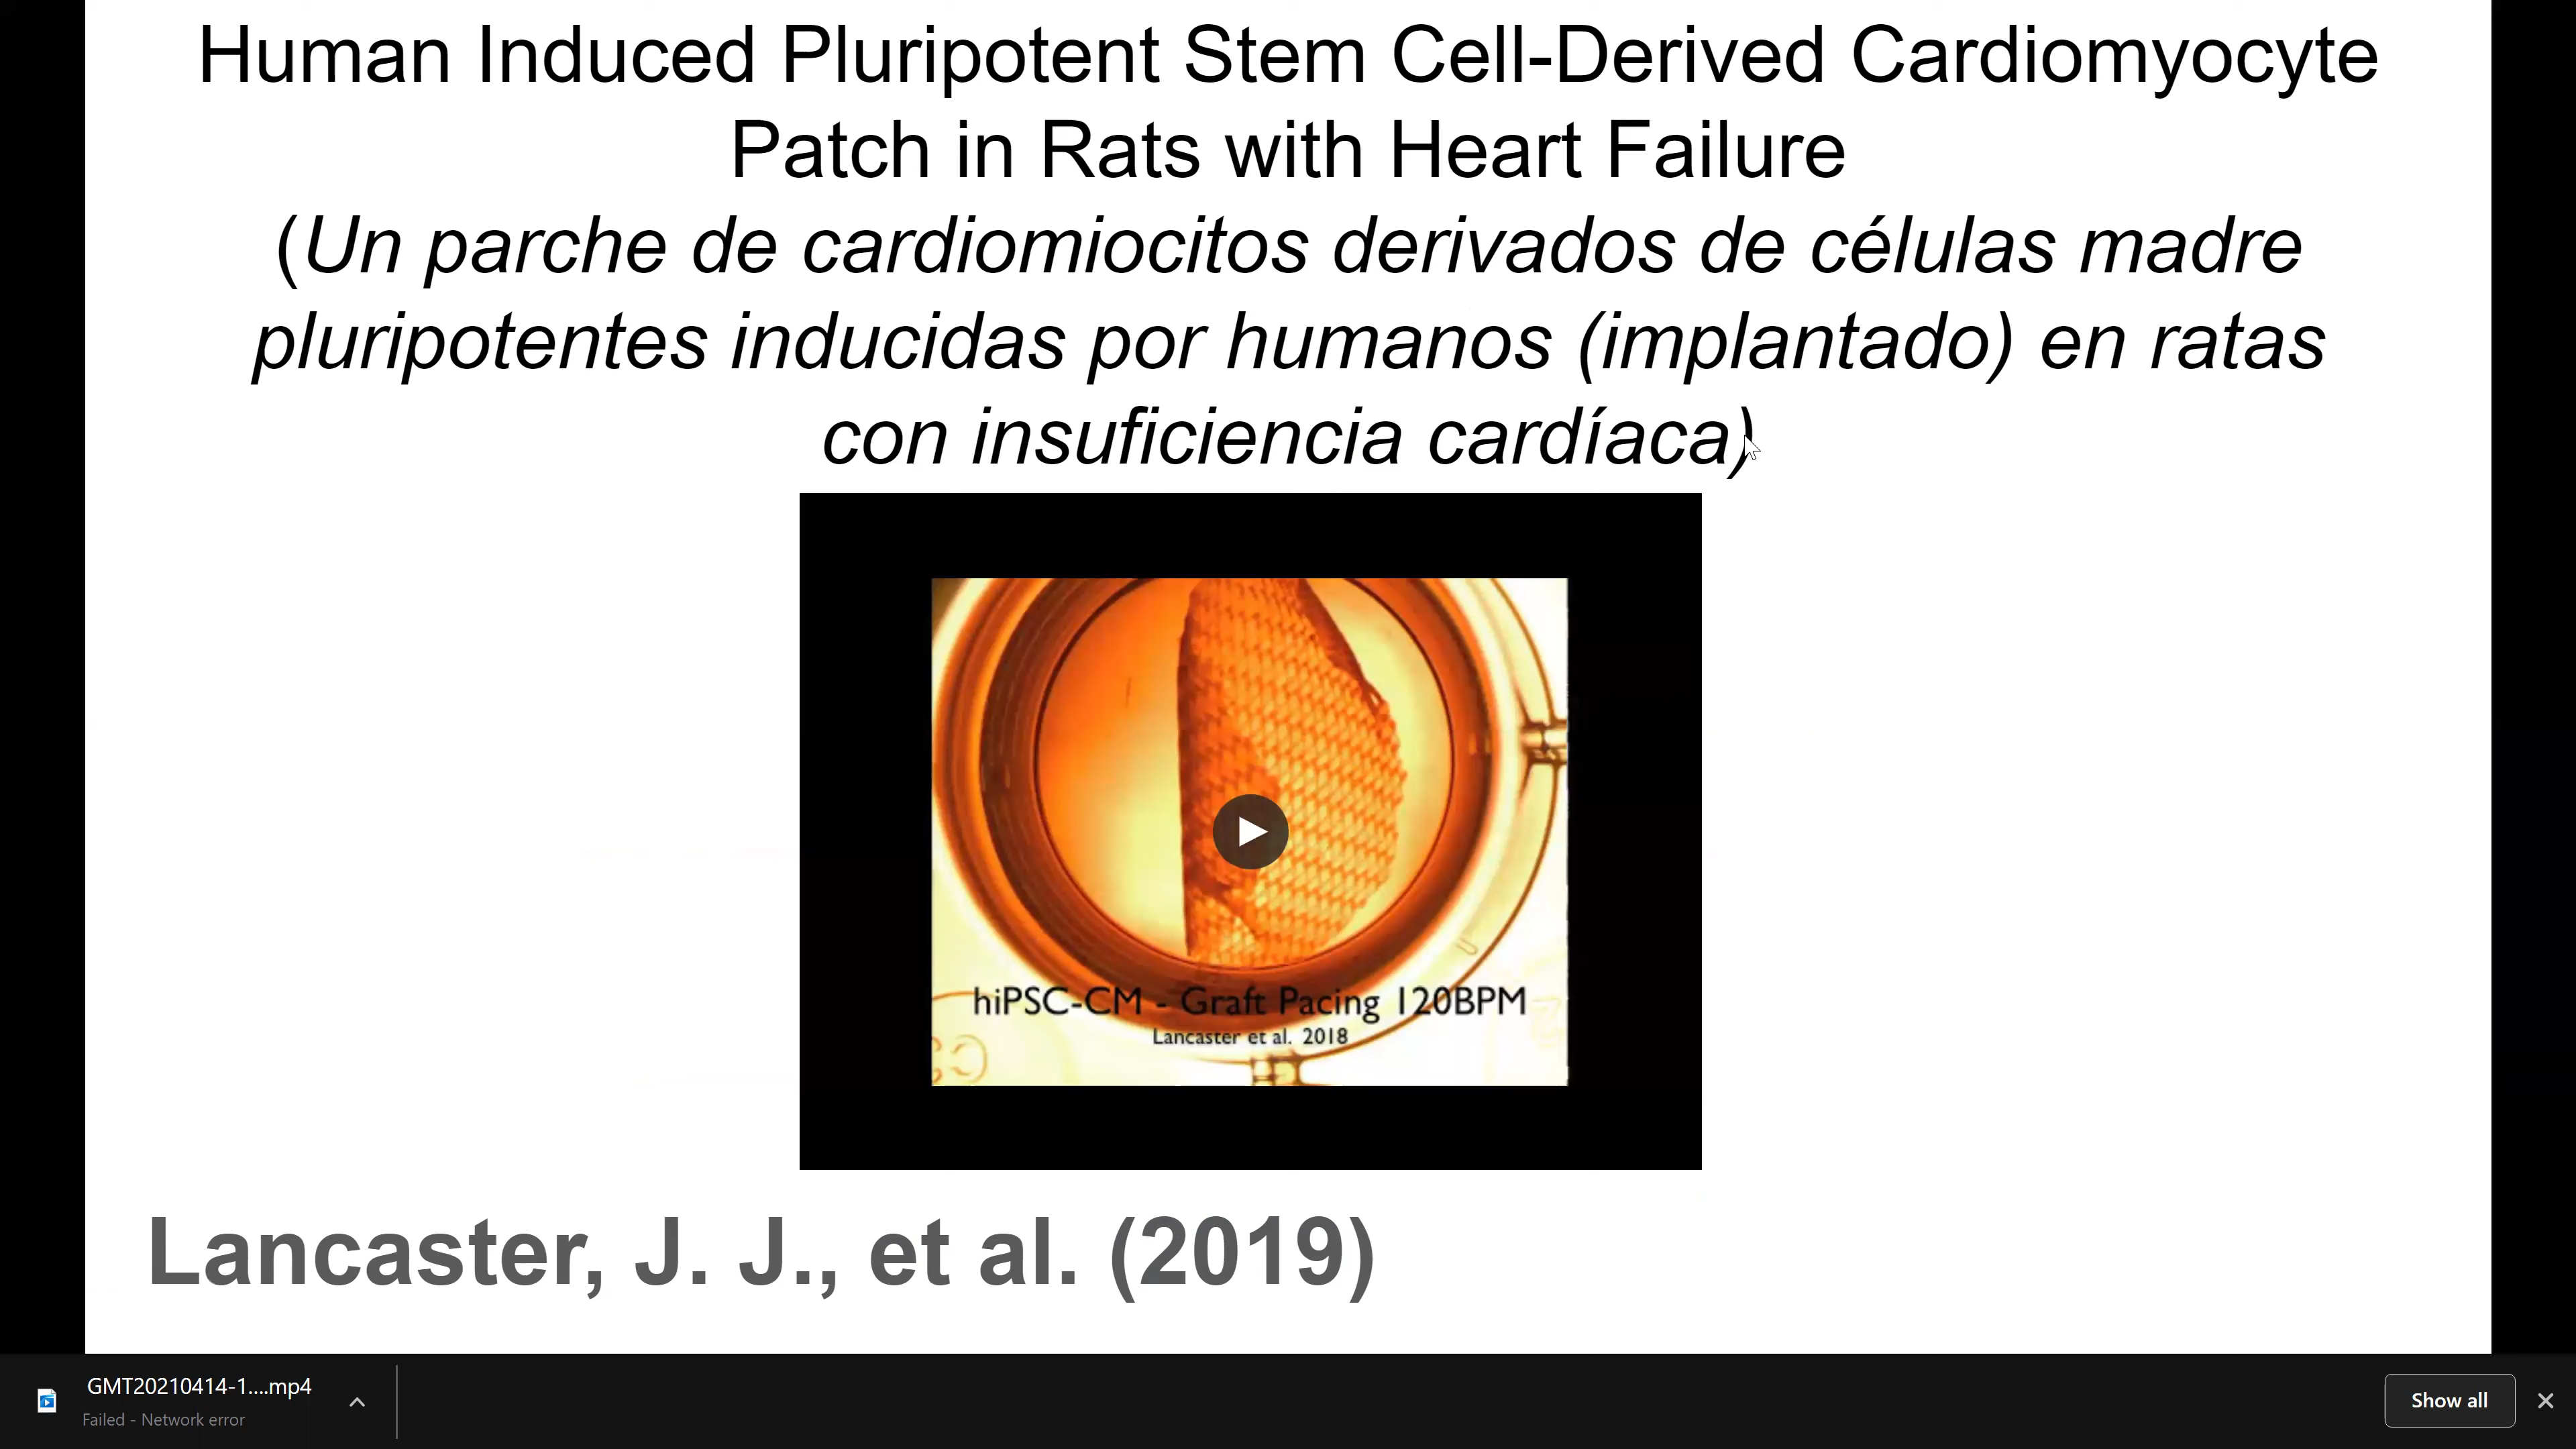 Human Induced Pluripotent Stem Cell-Derived Cardiomyocyte
Patch in Rats with Heart Failure
(Un parche de cardiomiocitos derivados de células madre
pluripotentes inducidas por humanos (implantado) en ratas
con insuficiencia cardíaca)
hiPSC-CM - Graft Pacing 120BPM
Lancaster et al. 2018
Lancaster, J. J., et al. (2019)
GMT20210414-1....mp4
Failed - Network error
Show all